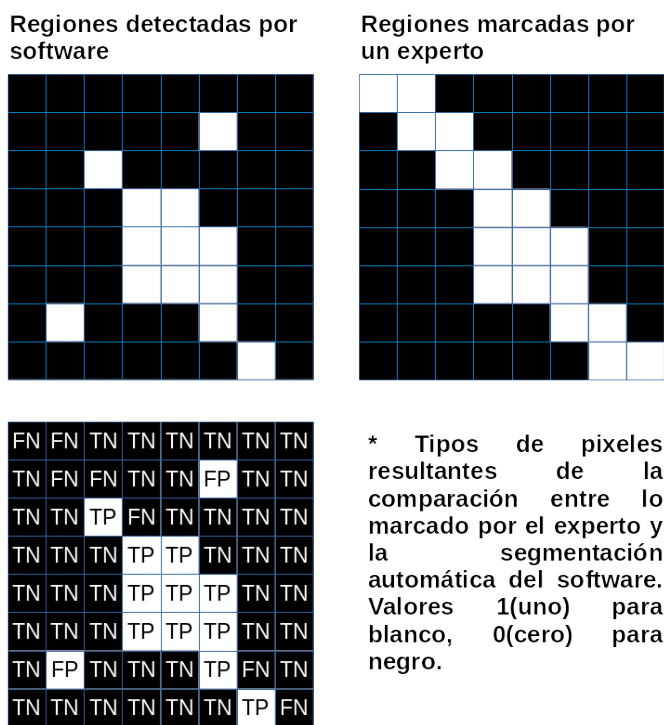 Regiones detectadas por
software
Regiones marcadas por
un experto
FN FN TN TN TN TN TN TN
TN FN FN TN TN FP TN TN
TN TN TP FN TN TN TN TN
TN TN TN TP TP TN TN TN
TN TN TN TP TP TP TN TN
TN TN TN TP TP TP TN TN
TN FP TN TN TN TP FN TN
TN TN TN TN TN TN TP FN
* Tipos de pixeles
resultantes de la
comparación entre lo
marcado por el experto y
la segmentación
automática del software.
Valores 1(uno) para
blanco, 0(cero) para
negro.